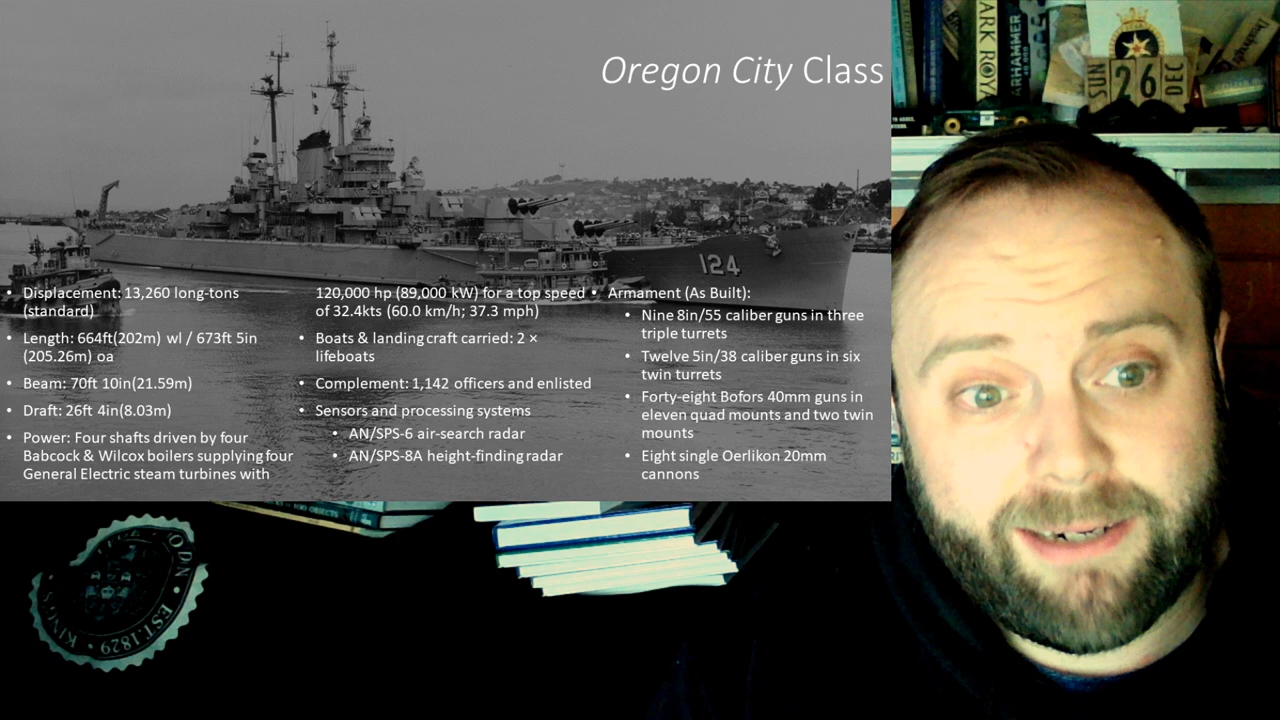 Oregon City Class
124
• Displacement: 13,260 long-tons
(standard)
• Length: 664ft(202m) wl / 673ft 5in
(205.26m) oa
• Beam: 70ft 10in(21.59m)
• Draft: 26ft 4in(8.03m)
• Power: Four shafts driven by four
Babcock & Wilcox boilers supplying four
General Electric steam turbines with
120,000 hp (89,000 kW) for a top speed
of 32.4kts (60.0 km/h; 37.3 mph)
• Boats & landing craft carried: 2 ×
lifeboats
• Complement: 1,142 officers and enlisted
• Sensors and processing systems
• AN/SPS-6 air-search radar
• AN/SPS-8A height-finding radar
• Armament (As Built):
• Nine 8in/55 caliber guns in three
triple turrets
• Twelve 5in/38 caliber guns in six
twin turrets
• Forty-eight Bofors 40mm guns in
eleven quad mounts and two twin
mounts
• Eight single Oerlikon 20mm
cannons
ARK ROYA
ARHAMMER
SUN
26
DEC
100 OBJECTS
EST.1829 • KING'S